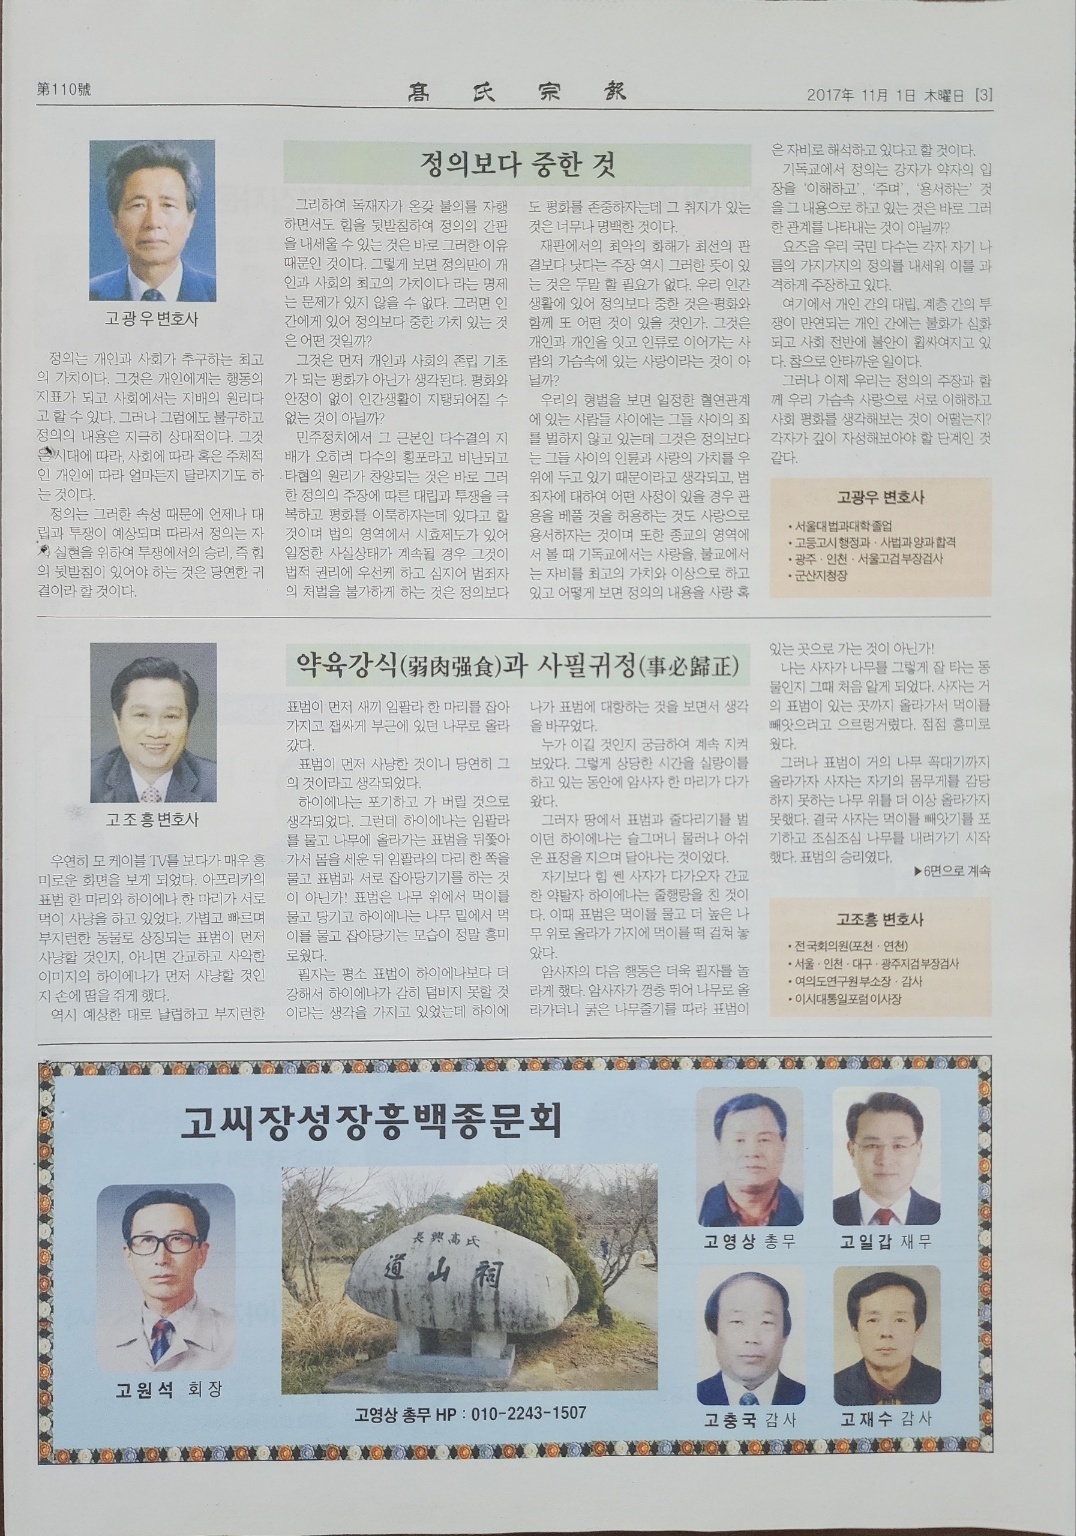 第110號
高氏宗報
2017年 11月 1日 木曜日 [3]
고광우변호사
정의는 개인과 사회가 추구하는 최고
의 가치이다. 그것은 개인에게는 행동의
지표가 되고 사회에서는 지배의 원리다
고 할 수 있다. 그러나 그럼에도 불구하고
정의의 내용은 지극히 상대적이다. 그것
은 시대에 따라, 사회에 따라 혹은 주체적
인 개인에 따라 얼마든지 달라지기도 하
는 것이다.
정의는 그러한 속성 때문에 언제나 대
립과 투쟁이 예상되며 따라서 정의는 자
기 실현을 위하여 투쟁에서의 승리, 즉 힘
의 뒷받침이 있어야 하는 것은 당연한 귀
결이라 할 것이다.
정의보다 중한 것
그리하여 독재자가 온갖 불의를 자행
하면서도 힘을 뒷받침하여 정의의 간판
을 내세울 수 있는 것은 바로 그러한 이유
때문인 것이다. 그렇게 보면 정의만이 개
인과 사회의 최고의 가치이다 라는 명제
는 문제가 있지 않을 수 없다. 그러면 인
간에게 있어 정의보다 중한 가치 있는 것
은 어떤 것일까?
그것은 먼저 개인과 사회의 존립 기초
가 되는 평화가 아닌가 생각된다. 평화와
안정이 없이 인간생활이 지탱되어질 수
없는 것이 아닐까?
민주정치에서 그 근본인 다수결의 지
배가 오히려 다수의 횡포라고 비난되고
타협의 원리가 찬양되는 것은 바로 그러
한 정의의 주장에 따른 대립과 투쟁을 극
복하고 평화를 이룩하자는데 있다고 할
것이며 법의 영역에서 시효제도가 있어
일정한 사실상태가 계속될 경우 그것이
법적 권리에 우선케 하고 심지어 범죄자
의 처벌을 불가하게 하는 것은 정의보다
도 평화를 존중하자는데 그 취지가 있는
것은 너무나 명백한 것이다.
재판에서의 최악의 화해가 최선의 판
결보다 낫다는 주장 역시 그러한 뜻이 있
는 것은 두말 할 필요가 없다. 우리 인간
생활에 있어 정의보다 중한 것은 평화와
함께 또 어떤 것이 있을 것인가. 그것은
개인과 개인을 잇고 인류로 이어가는 사
람의 가슴속에 있는 사랑이라는 것이 아
닐까?
우리의 형법을 보면 일정한 혈연관계
에 있는 사람들 사이에는 그들 사이의 죄
를 벌하지 않고 있는데 그것은 정의보다
는 그들 사이의 인륜과 사랑의 가치를 우
위에 두고 있기 때문이라고 생각되고, 범
죄자에 대하여 어떤 사정이 있을 경우 관
용을 베풀 것을 허용하는 것도 사랑으로
용서하자는 것이며 또한 종교의 영역에
서 볼 때 기독교에서는 사랑을, 불교에서
는 자비를 최고의 가치와 이상으로 하고
있고 어떻게 보면 정의의 내용을 사랑 혹
은 자비로 해석하고 있다고 할 것이다.
기독교에서 정의는 강자가 약자의 입
장을 '이해하고', '주며', '용서하는' 것
을 그 내용으로 하고 있는 것은 바로 그러
한 관계를 나타내는 것이 아닐까?
요즈음 우리 국민 다수는 각자 자기 나
름의 가지가지의 정의를 내세워 이를 과
격하게 주장하고 있다.
여기에서 개인 간의 대립, 계층 간의 투
쟁이 만연되는 개인 간에는 불화가 심화
되고 사회 전반에 불안이 휩싸여지고 있
다. 참으로 안타까운 일이다.
그러나 이제 우리는 정의의 주장과 함
께 우리 가슴속 사랑으로 서로 이해하고
사회 평화를 생각해보는 것이 어떨는지?
각자가 깊이 자성해보아야 할 단계인 것
같다.
고광우 변호사
• 서울대 법과대학 졸업
• 고등고시 행정과 · 사법과 양과 합격
• 광주 · 인천 · 서울고검 부장검사
• 군산지청장
고조흥변호사
우연히 모 케이블 TV를 보다가 매우 흥
미로운 화면을 보게 되었다. 아프리카의
표범 한 마리와 하이에나 한 마리가 서로
먹이 사냥을 하고 있었다. 가볍고 빠르며
부지런한 동물로 상징되는 표범이 먼저
사냥할 것인지, 아니면 간교하고 사악한
이미지의 하이에나가 먼저 사냥할 것인
지 손에 땀을 쥐게 했다.
역시 예상한 대로 날렵하고 부지런한
약육강식(弱肉强食)과 사필귀정(事必歸正)
표범이 먼저 새끼 임팔라 한 마리를 잡아
가지고 잽싸게 부근에 있던 나무로 올라
갔다.
표범이 먼저 사냥한 것이니 당연히 그
의 것이라고 생각되었다.
하이에나는 포기하고 가 버릴 것으로
생각되었다. 그런데 하이에나는 임팔라
를 물고 나무에 올라가는 표범을 뒤쫓아
가서 몸을 세운 뒤 임팔라의 다리 한 쪽을
물고 표범과 서로 잡아당기기를 하는 것
이 아닌가! 표범은 나무 위에서 먹이를
물고 당기고 하이에나는 나무 밑에서 먹
이를 물고 잡아당기는 모습이 정말 흥미
로웠다.
필자는 평소 표범이 하이에나보다 더
강해서 하이에나가 감히 덤비지 못할 것
이라는 생각을 가지고 있었는데 하이에
나가 표범에 대항하는 것을 보면서 생각
을 바꾸었다.
누가 이길 것인지 궁금하여 계속 지켜
보았다. 그렇게 상당한 시간을 실랑이를
하고 있는 동안에 암사자 한 마리가 다가
왔다.
그러자 땅에서 표범과 줄다리기를 벌
이던 하이에나는 슬그머니 물러나 아쉬
운 표정을 지으며 달아나는 것이었다.
자기보다 힘 쎈 사자가 다가오자 간교
한 약탈자 하이에나는 줄행랑을 친 것이
다. 이때 표범은 먹이를 물고 더 높은 나
무 위로 올라가 가지에 먹이를 떡 걸쳐 놓
았다.
암사자의 다음 행동은 더욱 필자를 놀
라게 했다. 암사자가 껑충 뛰어 나무로 올
라가더니 굵은 나무줄기를 따라 표범이
있는 곳으로 가는 것이 아닌가!
나는 사자가 나무를 그렇게 잘 타는 동
물인지 그때 처음 알게 되었다. 사자는 거
의 표범이 있는 곳까지 올라가서 먹이를
빼앗으려고 으르렁거렸다. 점점 흥미로
웠다.
그러나 표범이 거의 나무 꼭대기까지
올라가자 사자는 자기의 몸무게를 감당
하지 못하는 나무 위를 더 이상 올라가지
못했다. 결국 사자는 먹이를 빼앗기를 포
기하고 조심조심 나무를 내려가기 시작
했다. 표범의 승리였다.
▶6면으로 계속
고조흥 변호사
• 전 국회의원(포천 · 연천)
• 서울 · 인천 · 대구 · 광주지검 부장검사
• 여의도연구원 부소장 · 감사
• 이시대통일포럼 이사장
고씨장성장흥백종문회
고원석 회장
長興高氏
道山祠
고영상 총무 HP : 010-2243-1507
고영상 총무
고일갑 재무
고충국 감사
고재수 감사